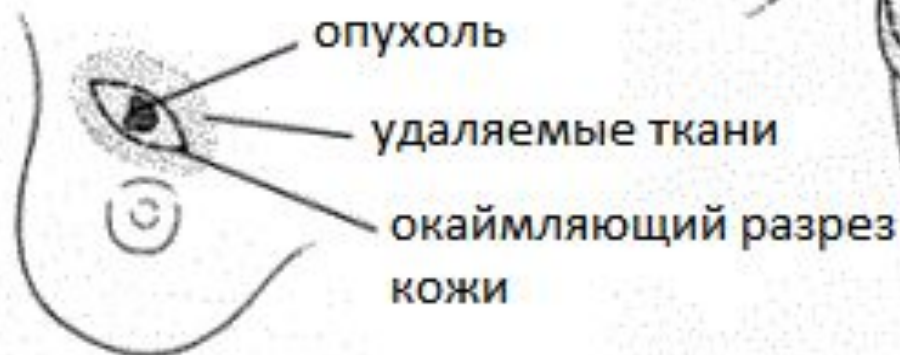 опухоль
удаляемые ткани
окаймляющий разрез
кожи